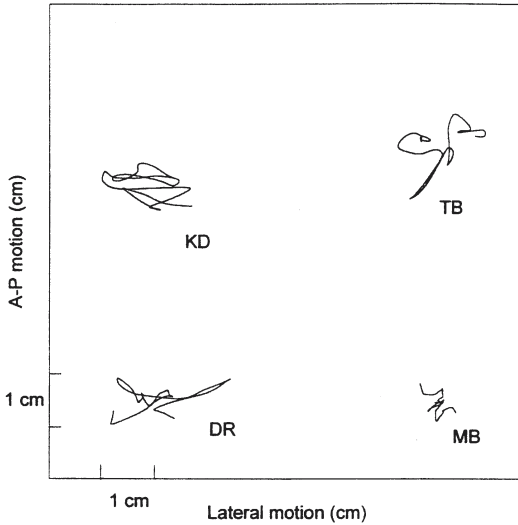 A-P motion (cm)
KD
TB
DR
MB
1 cm
1 cm
Lateral motion (cm)